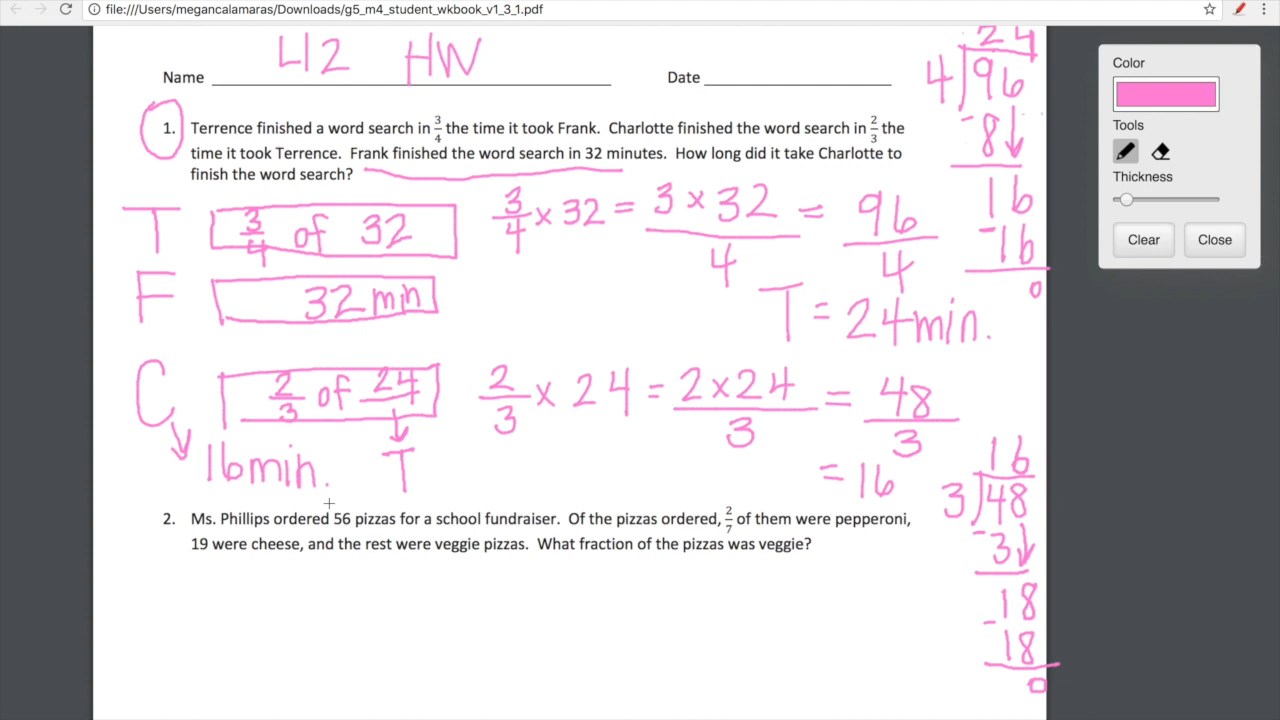 file:///Users/megancalamaras/Downloads/g5_m4_student_wkbook_v1_3_1.pdf
42 HW
Name Date
1. Terrence finished a word search in 3/4 the time it took Frank. Charlotte finished the word search in 2/3 the
time it took Terrence. Frank finished the word search in 32 minutes. How long did it take Charlotte to
finish the word search?
T 3/4 of 32 3/4 × 32 = 3 × 32 / 4 = 96/4
F 32 min
T = 24 min.
C 2/3 of 24 2/3 × 24 = 2 × 24 / 3 = 48/3
16 min. T
= 16
2. Ms. Phillips ordered 56 pizzas for a school fundraiser. Of the pizzas ordered, 2/7 of them were pepperoni,
19 were cheese, and the rest were veggie pizzas. What fraction of the pizzas was veggie?
24
4)96
-8
16
-16
0
16
3)48
-3
18
-18
0
Color
Tools
Thickness
Clear Close